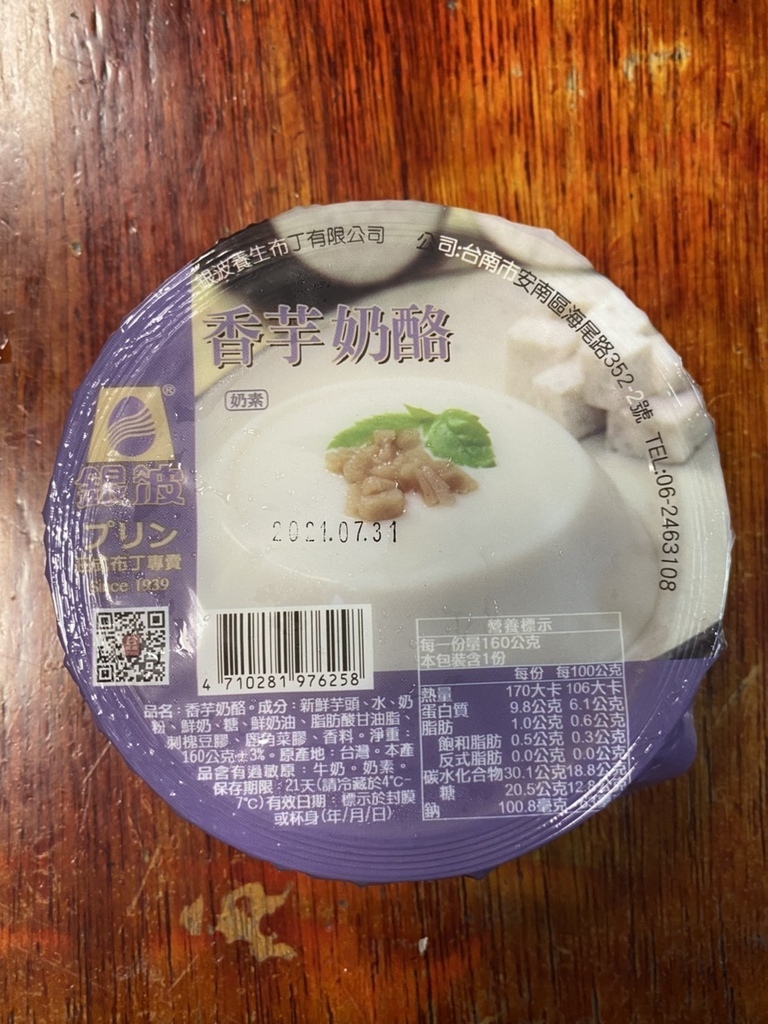 銀波養生布丁有限公司 公司:台南市安南區海尾路352-2號 TEL:06-2463108
香芋奶酪
奶素
®
銀波
プリン
布丁專賣
Since 1939
2021.07.31
4 710281 976258
品名:香芋奶酪。成分:新鮮芋頭、水、奶
粉、鮮奶、糖、鮮奶油、脂肪酸甘油脂、
刺槐豆膠、鹿角菜膠、香料。淨重:
160公克±3%。原產地:台灣。本產
品含有過敏原:牛奶。奶素。
保存期限:21天(請冷藏於4°C-
7°C)有效日期:標示於封膜
或杯身(年/月/日)
營養標示
每一份量160公克
本包裝含1份
每份 每100公克
熱量 170大卡 106大卡
蛋白質 9.8公克 6.1公克
脂肪 1.0公克 0.6公克
飽和脂肪 0.5公克 0.3公克
反式脂肪 0.0公克 0.0公克
碳水化合物 30.1公克 18.8公克
糖 20.5公克 12.8公克
鈉 100.8毫克